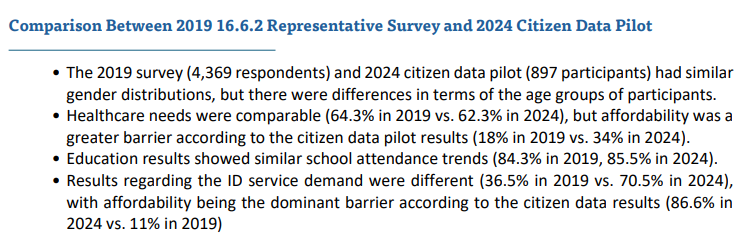 Comparison Between 2019 16.6.2 Representative Survey and 2024 Citizen Data Pilot
• The 2019 survey (4,369 respondents) and 2024 citizen data pilot (897 participants) had similar
gender distributions, but there were differences in terms of the age groups of participants.
• Healthcare needs were comparable (64.3% in 2019 vs. 62.3% in 2024), but affordability was a
greater barrier according to the citizen data pilot results (18% in 2019 vs. 34% in 2024).
• Education results showed similar school attendance trends (84.3% in 2019, 85.5% in 2024).
• Results regarding the ID service demand were different (36.5% in 2019 vs. 70.5% in 2024),
with affordability being the dominant barrier according to the citizen data results (86.6% in
2024 vs. 11% in 2019)